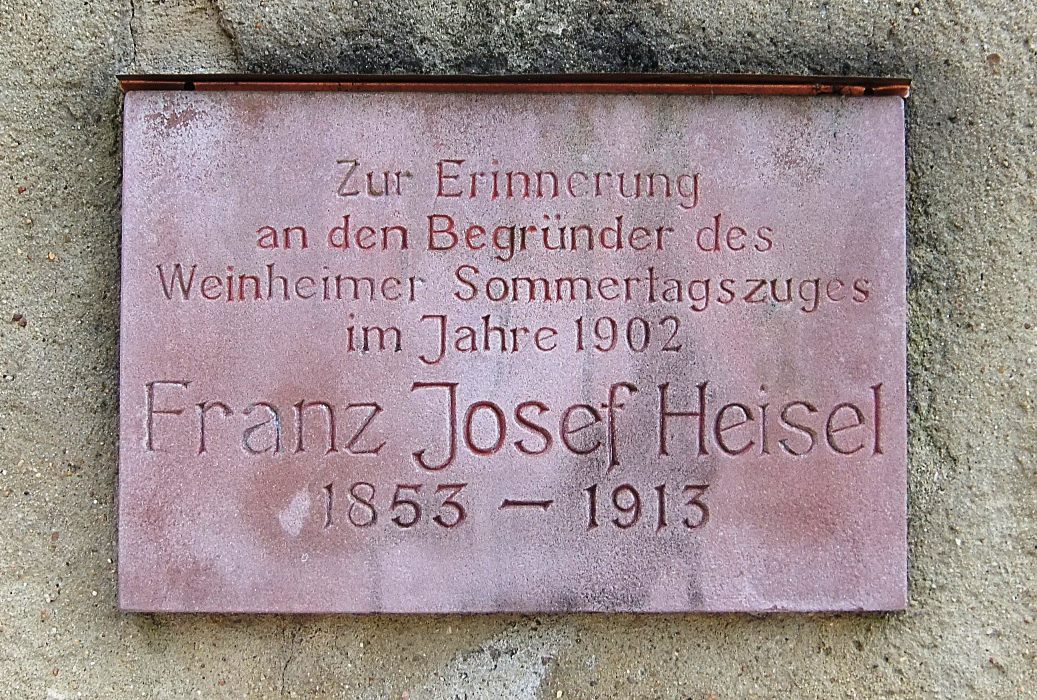 Zur Erinnerung
an den Begründer des
Weinheimer Sommertagszuges
im Jahre 1902
Franz Josef Heisel
1853 – 1913